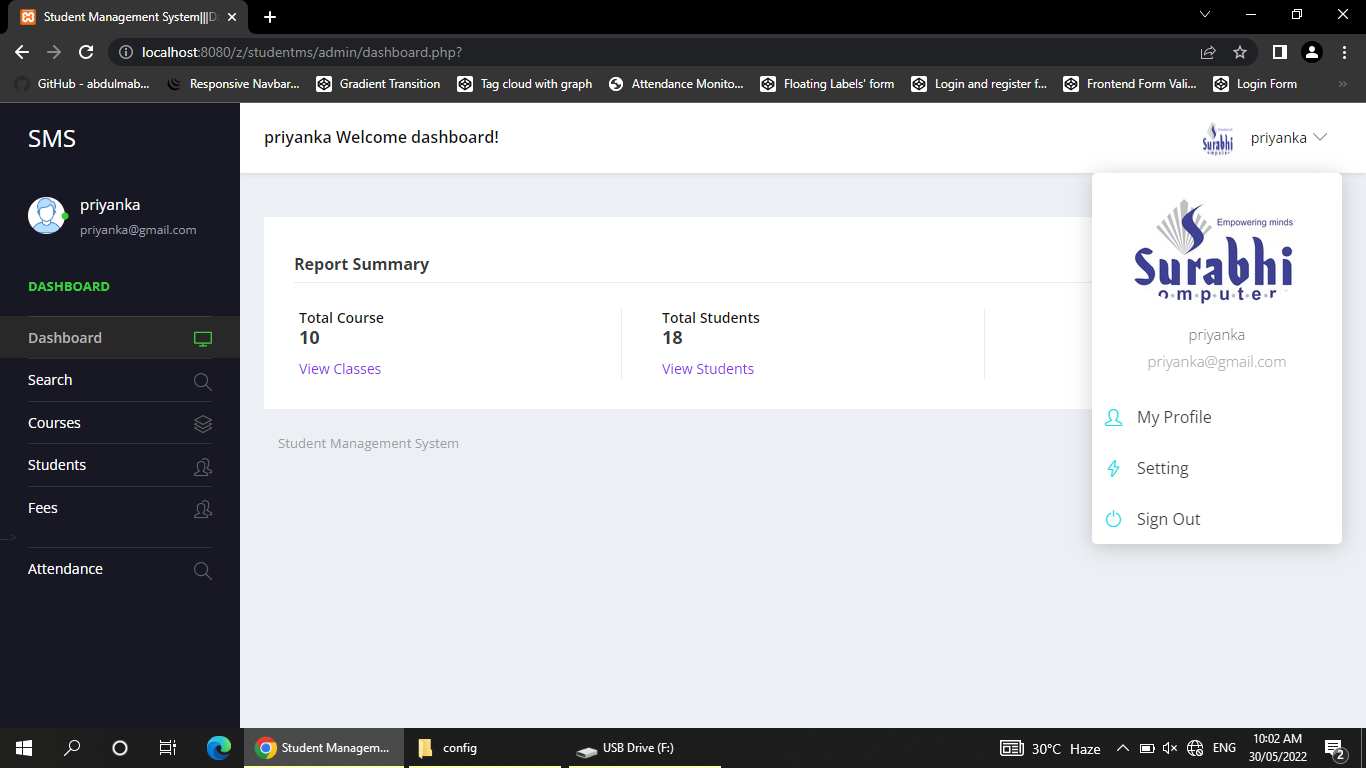 Student Management System|||D
localhost:8080/z/studentms/admin/dashboard.php?
GitHub - abdulmab...
Responsive Navbar...
Gradient Transition
Tag cloud with graph
Attendance Monito...
Floating Labels' form
Login and register f...
Frontend Form Vali...
Login Form
»
SMS
priyanka Welcome dashboard!
Surabhi
priyanka
priyanka
priyanka@gmail.com
DASHBOARD
Dashboard
Search
Courses
Students
Fees
-->
Attendance
Report Summary
Total Course
10
View Classes
Total Students
18
View Students
Student Management System
Empowering minds
Surabhi
omputer
priyanka
priyanka@gmail.com
My Profile
Setting
Sign Out
Student Managem...
config
USB Drive (F:)
30°C Haze
ENG
10:02 AM
30/05/2022
2